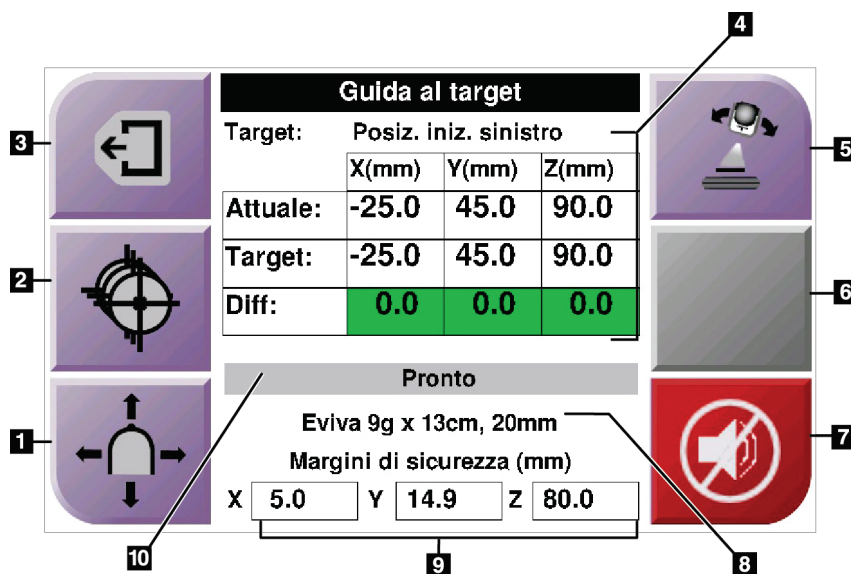 4
Guida al target
3
Target: Posiz. iniz. sinistro
5
X(mm) Y(mm) Z(mm)
Attuale: -25.0 45.0 90.0
2
Target: -25.0 45.0 90.0
6
Diff: 0.0 0.0 0.0
Pronto
1
Eviva 9g x 13cm, 20mm
7
Margini di sicurezza (mm)
X 5.0 Y 14.9 Z 80.0
10
9
8